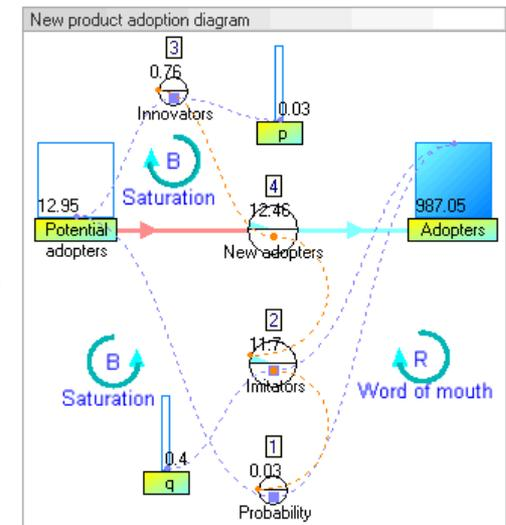 New product adoption diagram
3
0.76
Innovators
0.03
p
B
Saturation
12.95
Potential
adopters
4
12.46
New adopters
987.05
Adopters
2
11.7
Imitators
B
Saturation
R
Word of mouth
0.4
q
1
0.03
Probability